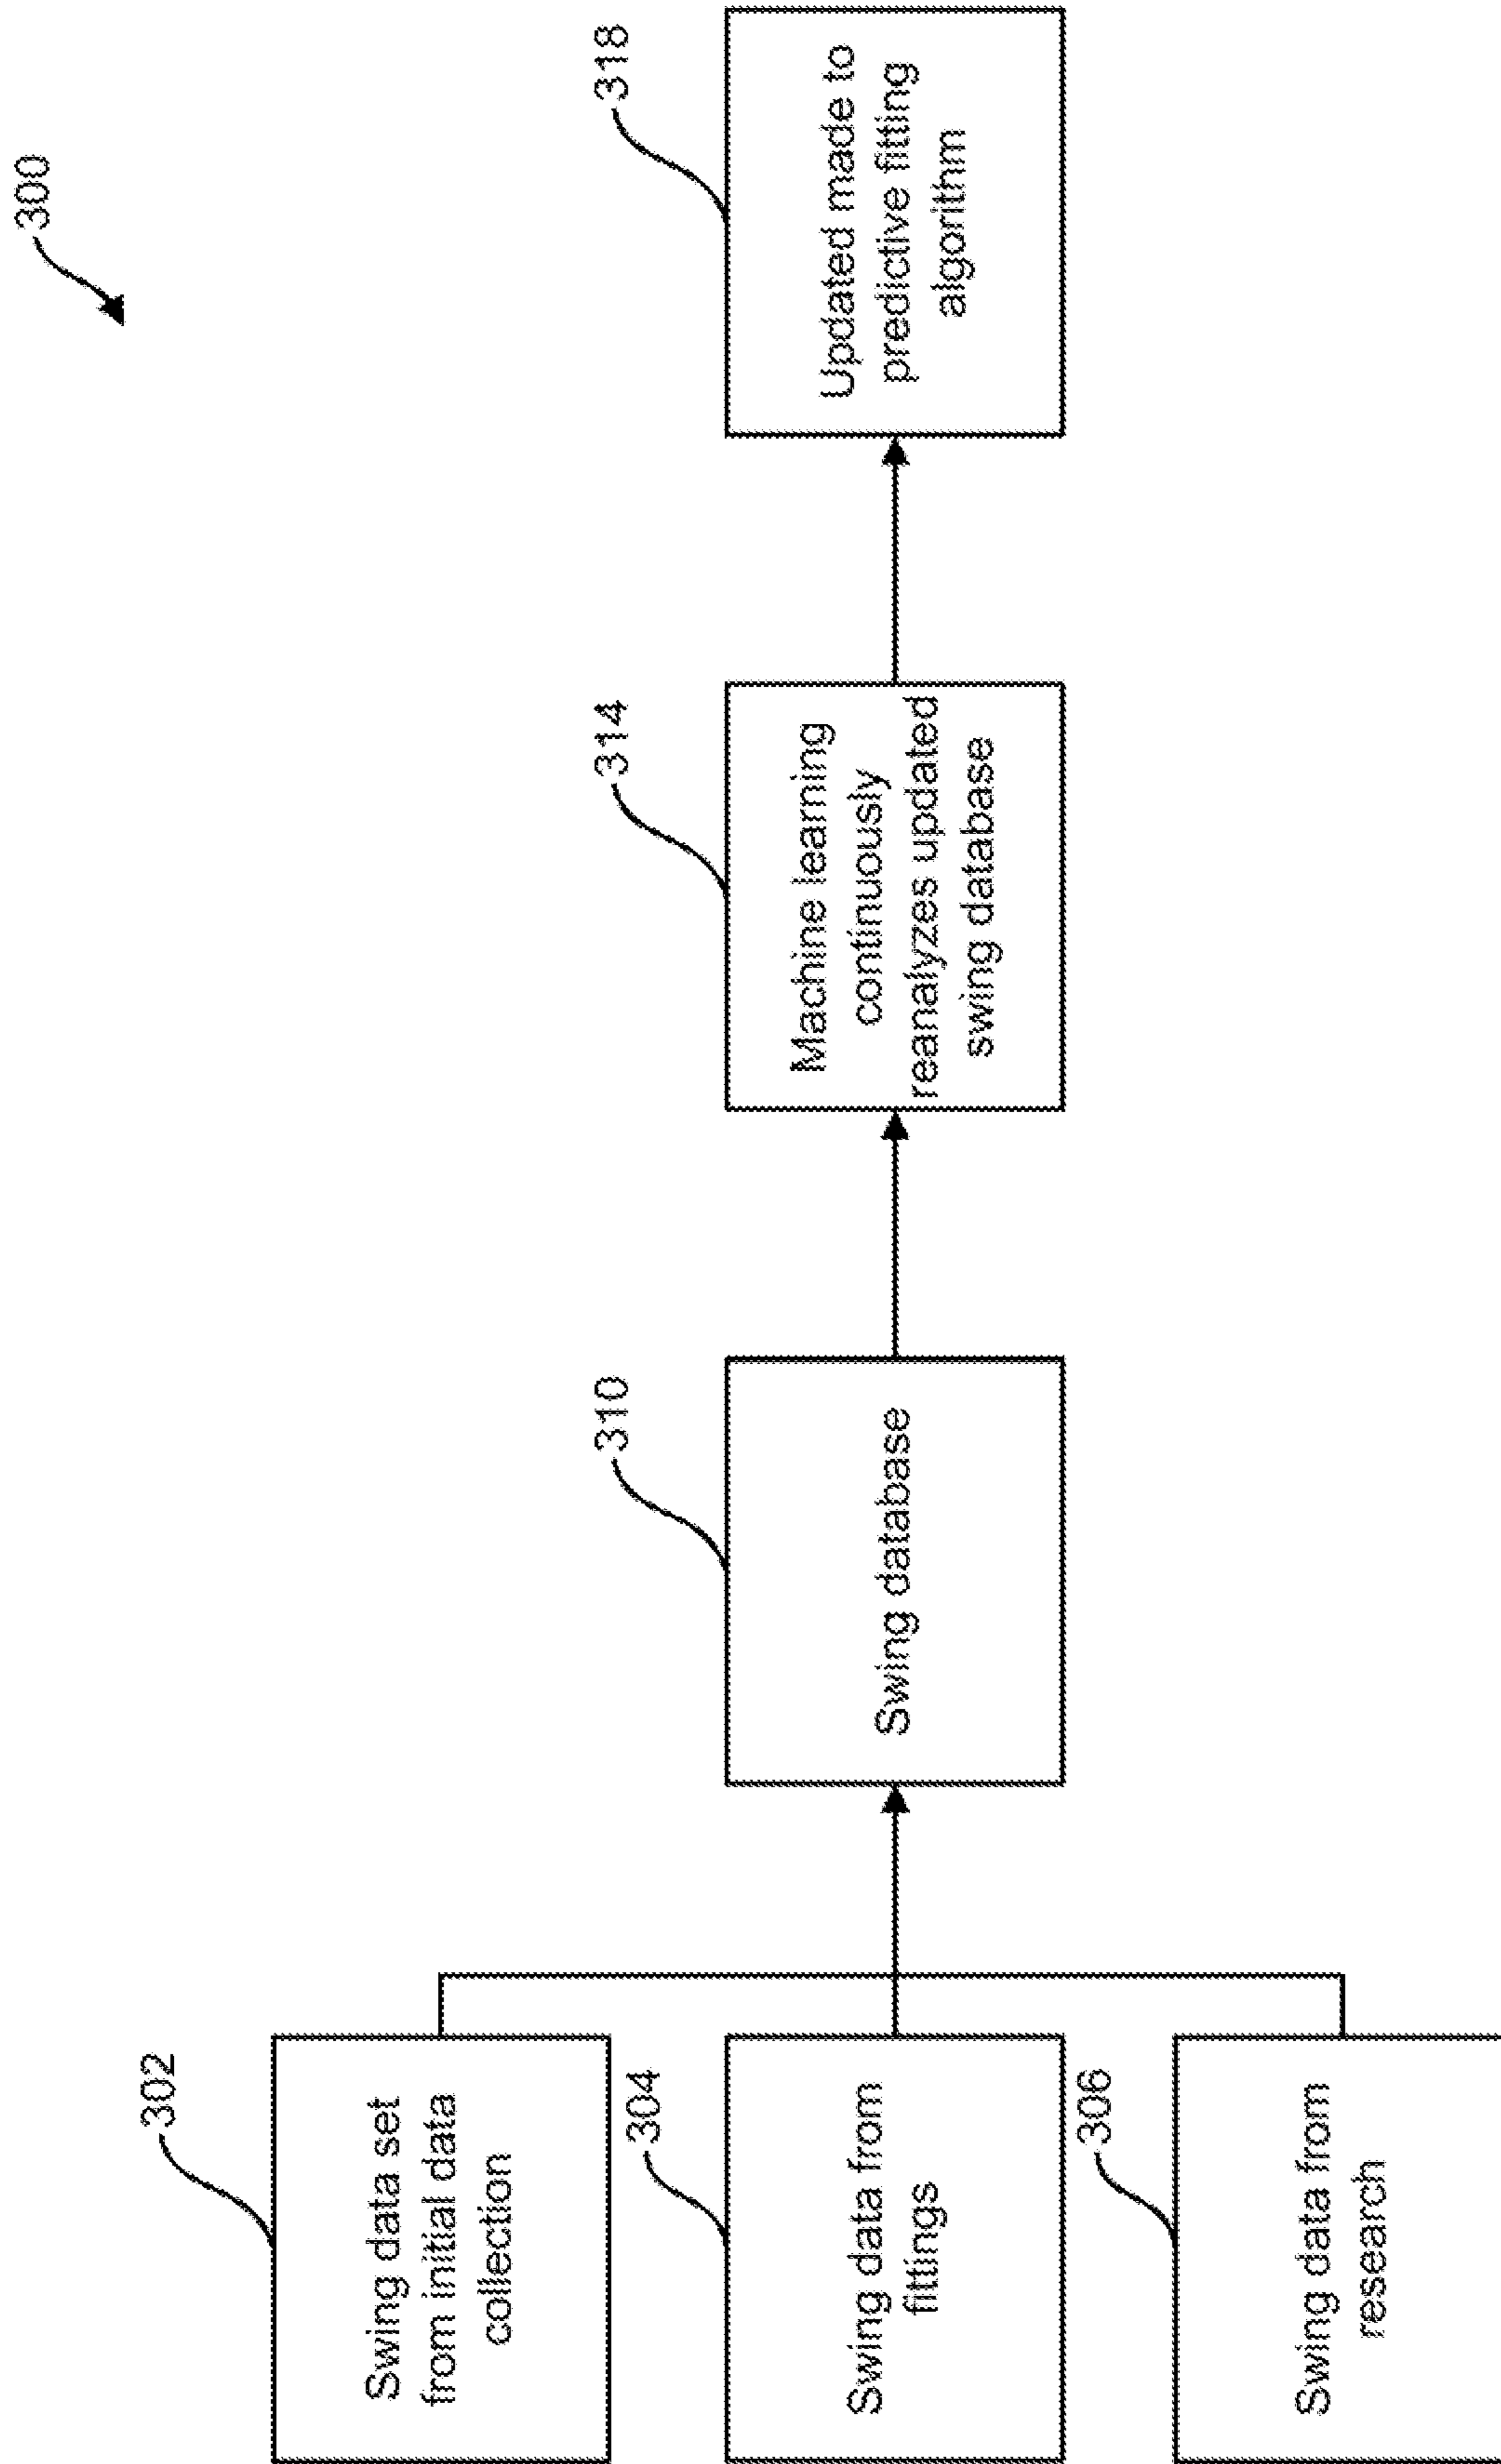 300
302
Swing data set
from initial data
collection
304
Swing data from
fittings
306
Swing data from
research
310
Swing database
314
Machine learning
continuously
reanalyzes updated
swing database
318
Updated made to
predictive fitting
algorithm